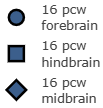 16 pcw
forebrain
16 pcw
hindbrain
16 pcw
midbrain